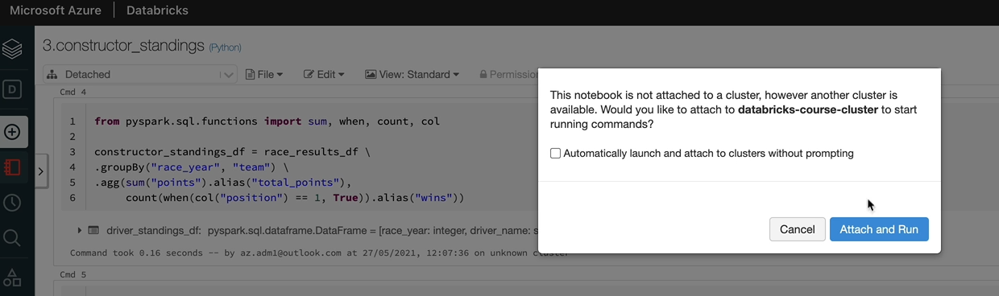 Microsoft Azure | Databricks
3.constructor_standings (Python)
Detached
File
Edit
View: Standard
Permission
Cmd 4
1 from pyspark.sql.functions import sum, when, count, col
2
3 constructor_standings_df = race_results_df \
4 .groupBy("race_year", "team") \
5 .agg(sum("points").alias("total_points"),
6 count(when(col("position") == 1, True)).alias("wins"))
driver_standings_df: pyspark.sql.dataframe.DataFrame = [race_year: integer, driver_name: s
Command took 0.16 seconds -- by az.adm1@outlook.com at 27/05/2021, 12:07:36 on unknown cluster
Cmd 5
This notebook is not attached to a cluster, however another cluster is
available. Would you like to attach to databricks-course-cluster to start
running commands?
Automatically launch and attach to clusters without prompting
Cancel
Attach and Run
D